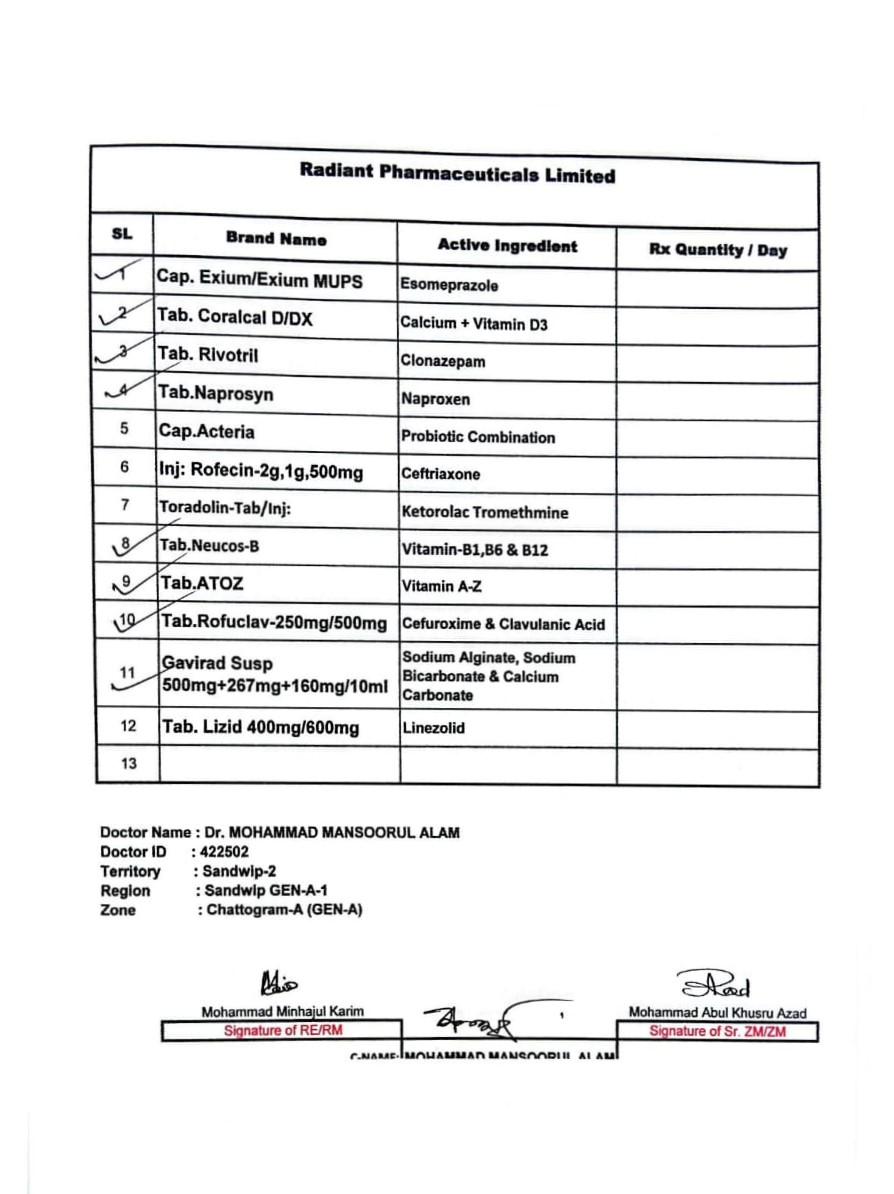 Radiant Pharmaceuticals Limited
SL Brand Name Active Ingredient Rx Quantity / Day
1 Cap. Exium/Exium MUPS Esomeprazole
2 Tab. Coralcal D/DX Calcium + Vitamin D3
3 Tab. Rivotril Clonazepam
4 Tab.Naprosyn Naproxen
5 Cap.Acteria Probiotic Combination
6 Inj: Rofecin-2g,1g,500mg Ceftriaxone
7 Toradolin-Tab/Inj: Ketorolac Tromethmine
8 Tab.Neucos-B Vitamin-B1,B6 & B12
9 Tab.ATOZ Vitamin A-Z
10 Tab.Rofuclav-250mg/500mg Cefuroxime & Clavulanic Acid
11 Gavirad Susp 500mg+267mg+160mg/10ml Sodium Alginate, Sodium Bicarbonate & Calcium Carbonate
12 Tab. Lizid 400mg/600mg Linezolid
13
Doctor Name : Dr. MOHAMMAD MANSOORUL ALAM
Doctor ID : 422502
Territory : Sandwip-2
Region : Sandwip GEN-A-1
Zone : Chattogram-A (GEN-A)
Azad
Mohammad Minhajul Karim Mohammad Abul Khusru Azad
Signature of RE/RM Signature of Sr. ZM/ZM
C-NAME: MOHAMMAD MANSOORUL ALAM